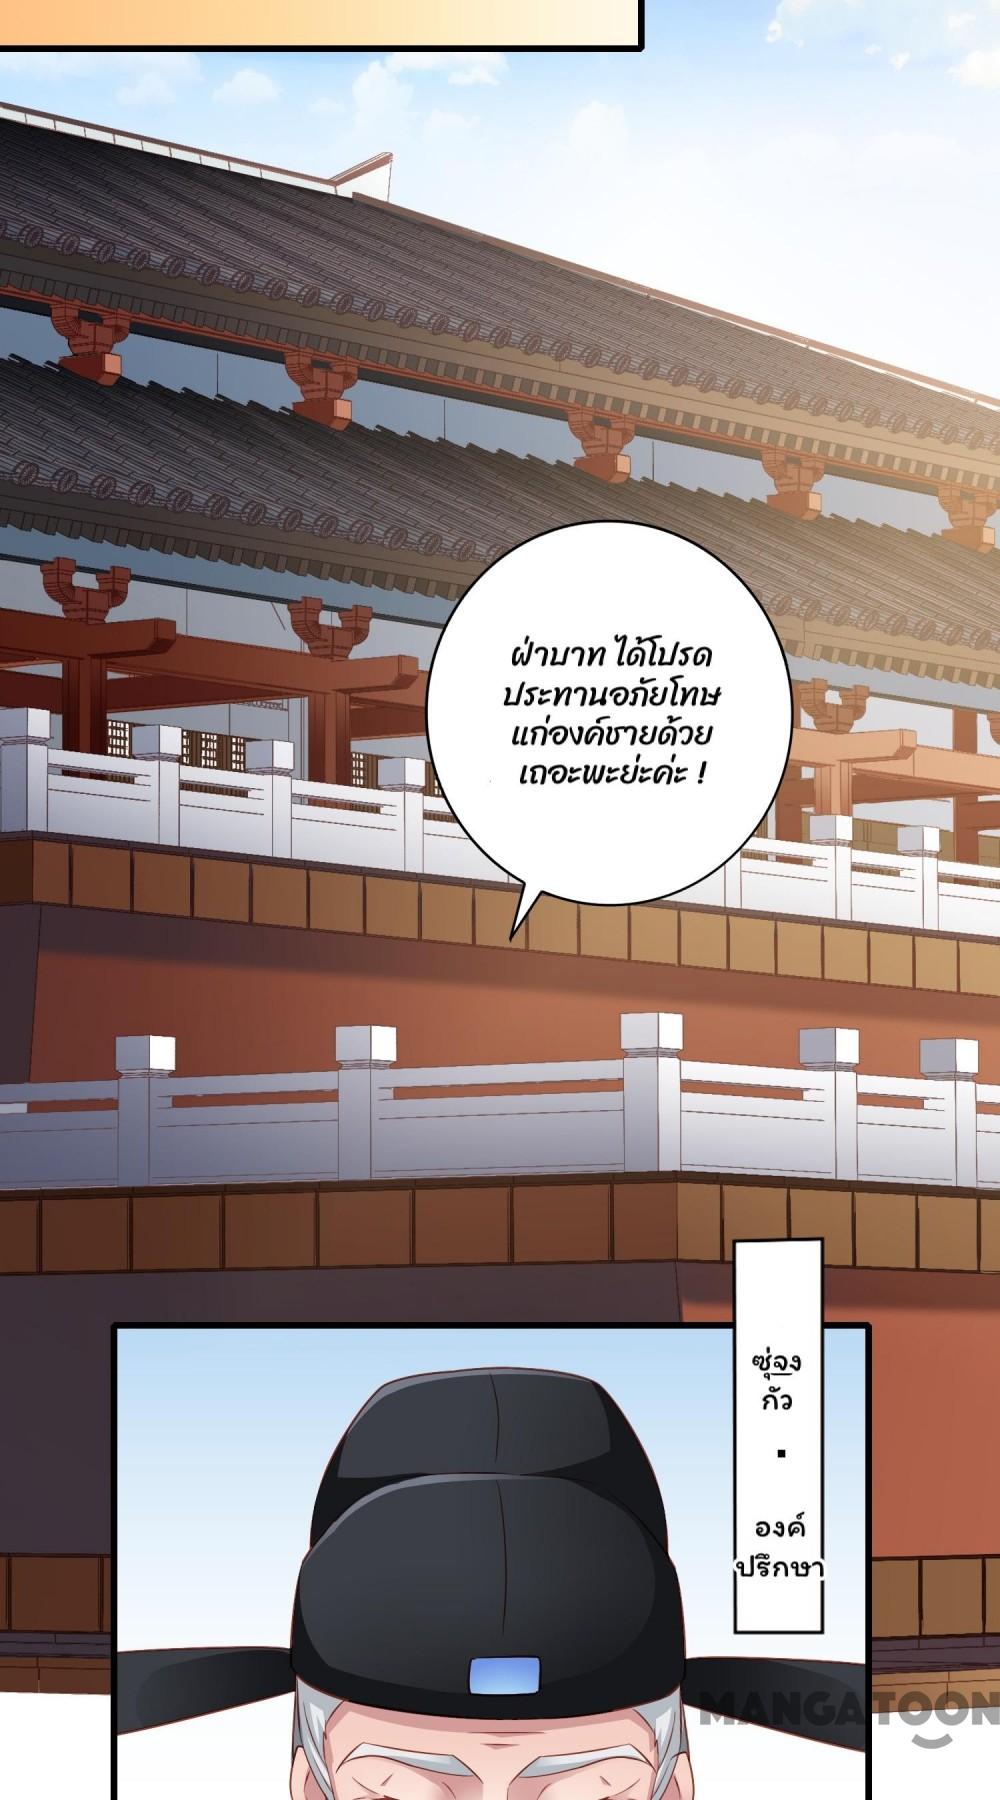 ฝ่าบาท ได้โปรด
ประทานอภัยโทษ
แก่องค์ชายด้วย
เถอะพะย่ะค่ะ !
ซุ่จง
กัว
·
องค์
ปรึกษา
MANGATOON